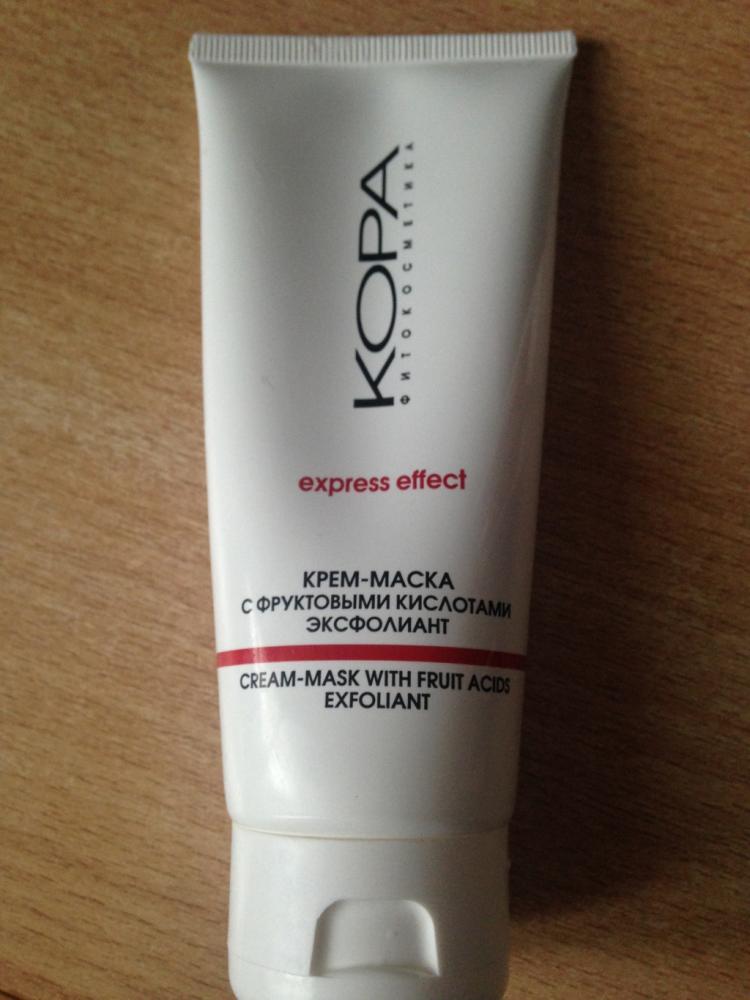 КОРА
ФИТОКОСМЕТИКА
express effect
КРЕМ-МАСКА
С ФРУКТОВЫМИ КИСЛОТАМИ
ЭКСФОЛИАНТ
CREAM-MASK WITH FRUIT ACIDS
EXFOLIANT